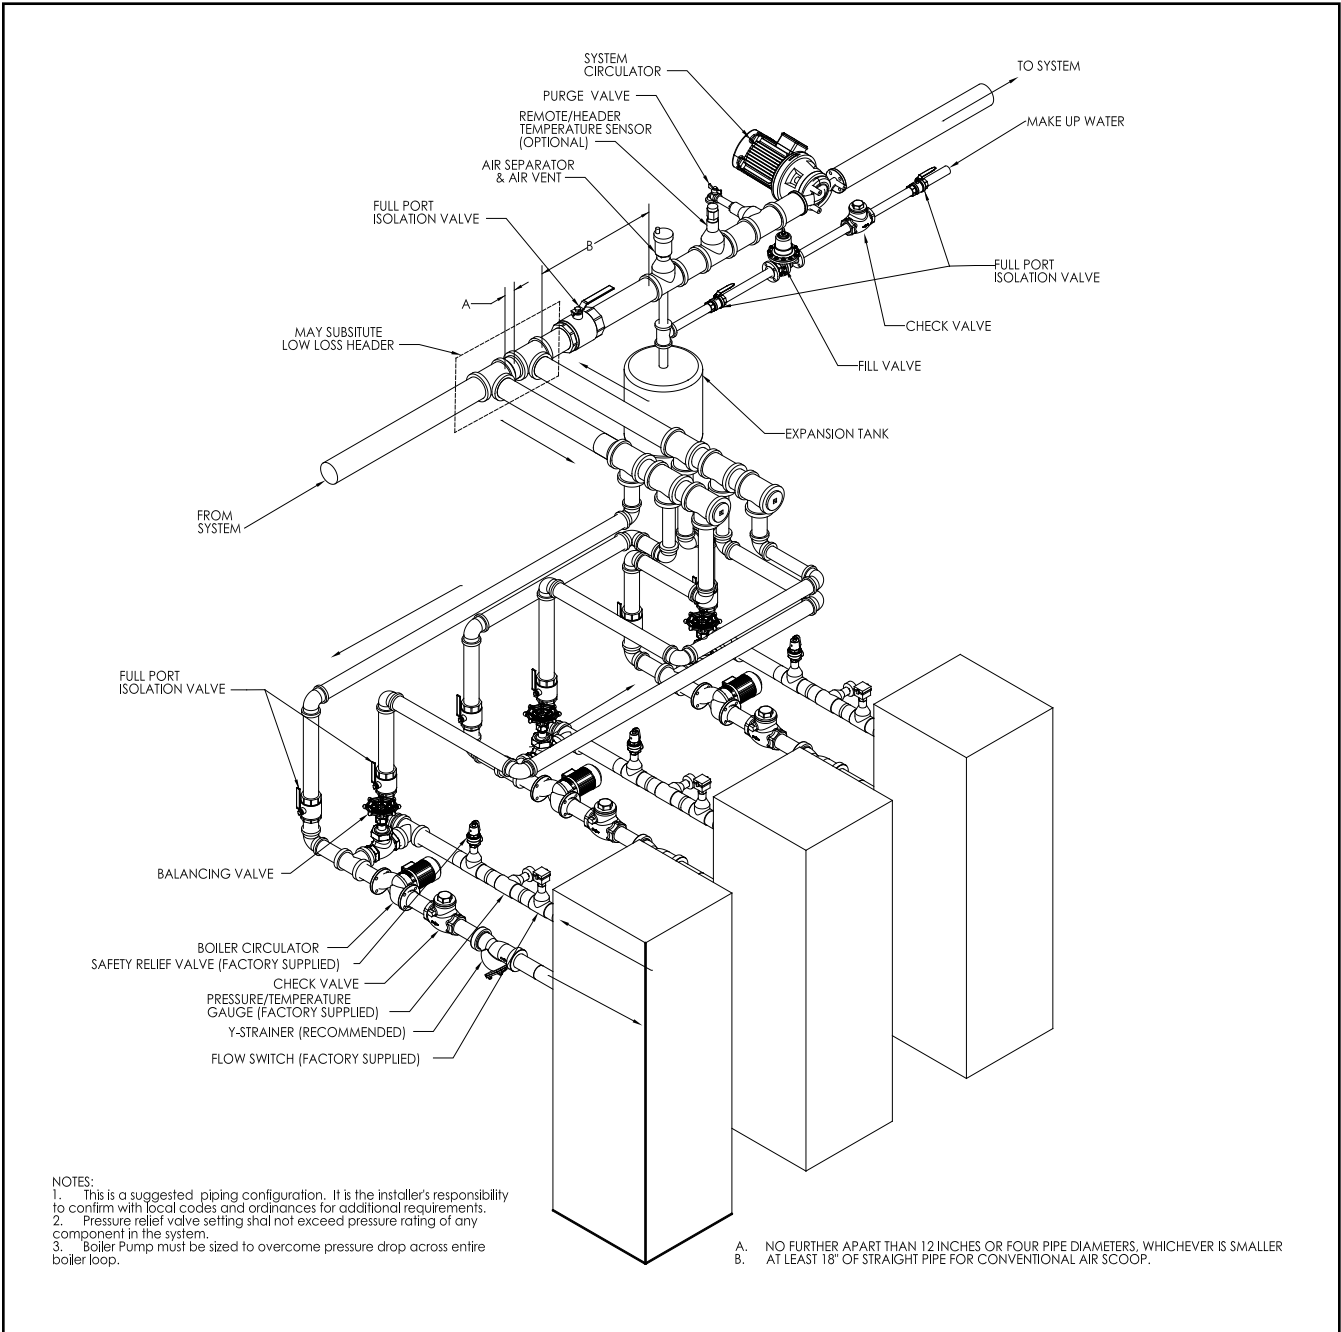 SYSTEM
CIRCULATOR
TO SYSTEM
PURGE VALVE
REMOTE/HEADER
TEMPERATURE SENSOR
(OPTIONAL)
MAKE UP WATER
AIR SEPARATOR
& AIR VENT
FULL PORT
ISOLATION VALVE
B
FULL PORT
ISOLATION VALVE
A
CHECK VALVE
MAY SUBSITUTE
LOW LOSS HEADER
FILL VALVE
EXPANSION TANK
FROM
SYSTEM
FULL PORT
ISOLATION VALVE
BALANCING VALVE
BOILER CIRCULATOR
SAFETY RELIEF VALVE (FACTORY SUPPLIED)
CHECK VALVE
PRESSURE/TEMPERATURE
GAUGE (FACTORY SUPPLIED)
Y-STRAINER (RECOMMENDED)
FLOW SWITCH (FACTORY SUPPLIED)
NOTES:
1. This is a suggested piping configuration. It is the installer's responsibility
to confirm with local codes and ordinances for additional requirements.
2. Pressure relief valve setting shal not exceed pressure rating of any
component in the system.
3. Boiler Pump must be sized to overcome pressure drop across entire
boiler loop.
A. NO FURTHER APART THAN 12 INCHES OR FOUR PIPE DIAMETERS, WHICHEVER IS SMALLER
B. AT LEAST 18" OF STRAIGHT PIPE FOR CONVENTIONAL AIR SCOOP.